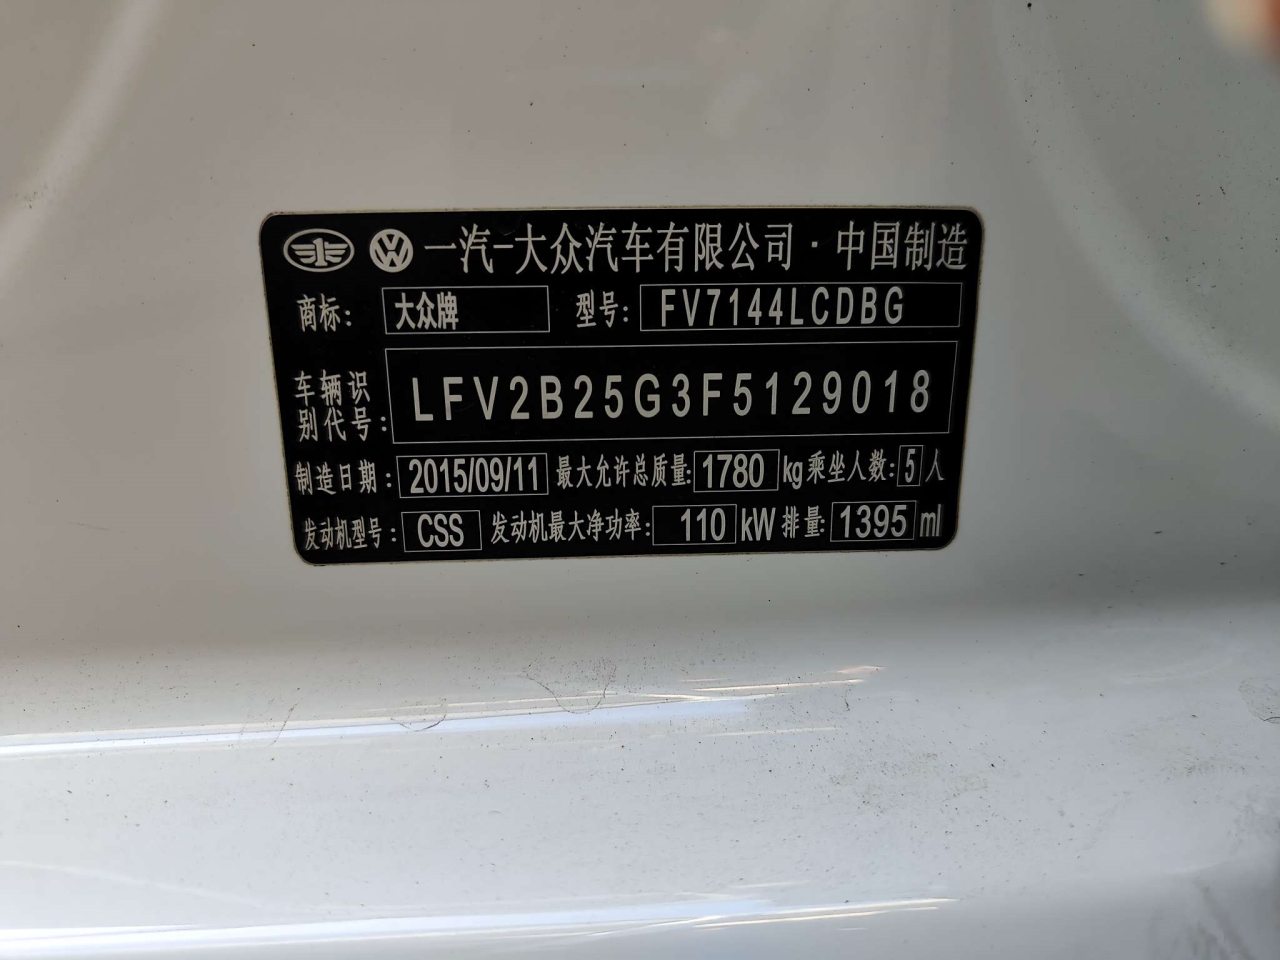 一汽-大众汽车有限公司·中国制造
商标: 大众牌 型号: FV7144LCDBG
车辆识别代号: LFV2B25G3F5129018
制造日期: 2015/09/11 最大允许总质量: 1780 kg 乘坐人数: 5 人
发动机型号: CSS 发动机最大净功率: 110 kW 排量: 1395 ml